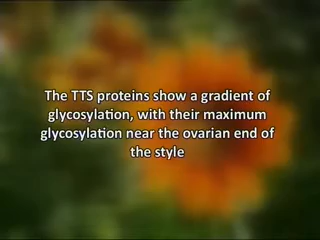 The TTS proteins show a gradient of
glycosylation, with their maximum
glycosylation near the ovarian end of
the style